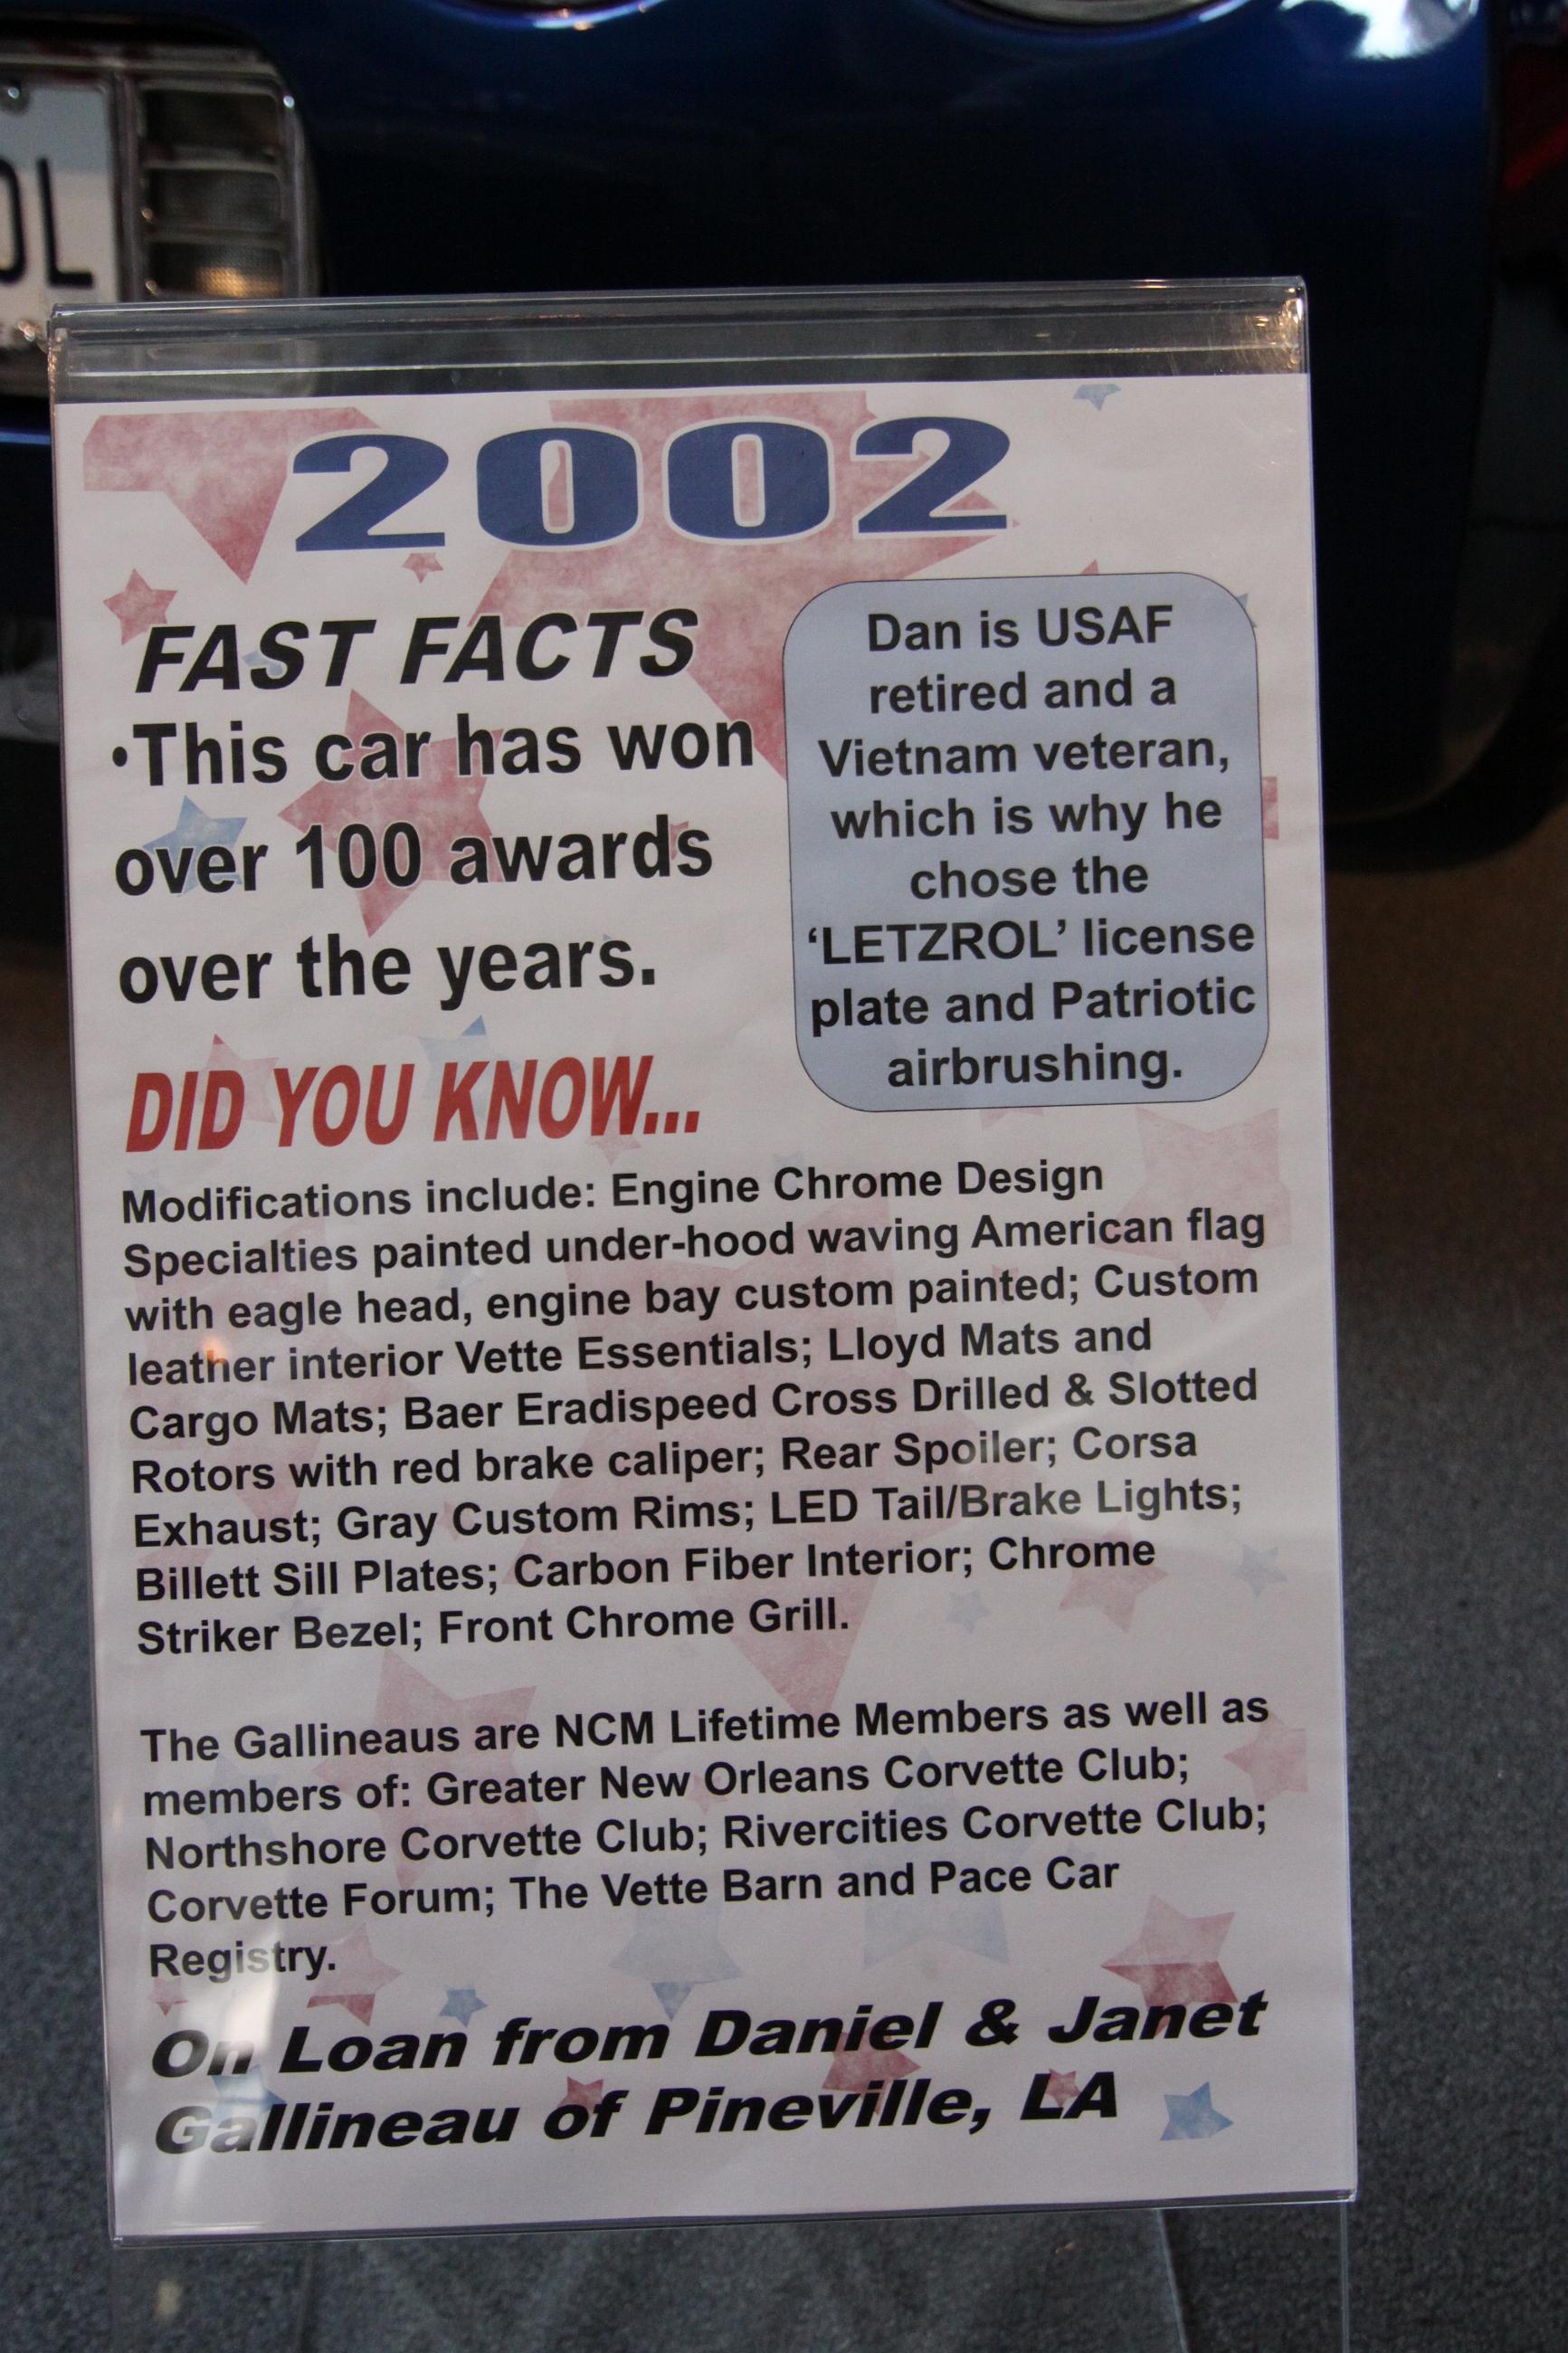 OL
2002
FAST FACTS
•This car has won
over 100 awards
over the years.
Dan is USAF
retired and a
Vietnam veteran,
which is why he
chose the
‘LETZROL’ license
plate and Patriotic
airbrushing.
DID YOU KNOW...
Modifications include: Engine Chrome Design
Specialties painted under-hood waving American flag
with eagle head, engine bay custom painted; Custom
leather interior Vette Essentials; Lloyd Mats and
Cargo Mats; Baer Eradispeed Cross Drilled & Slotted
Rotors with red brake caliper; Rear Spoiler; Corsa
Exhaust; Gray Custom Rims; LED Tail/Brake Lights;
Billett Sill Plates; Carbon Fiber Interior; Chrome
Striker Bezel; Front Chrome Grill.
The Gallineaus are NCM Lifetime Members as well as
members of: Greater New Orleans Corvette Club;
Northshore Corvette Club; Rivercities Corvette Club;
Corvette Forum; The Vette Barn and Pace Car
Registry.
On Loan from Daniel & Janet
Gallineau of Pineville, LA